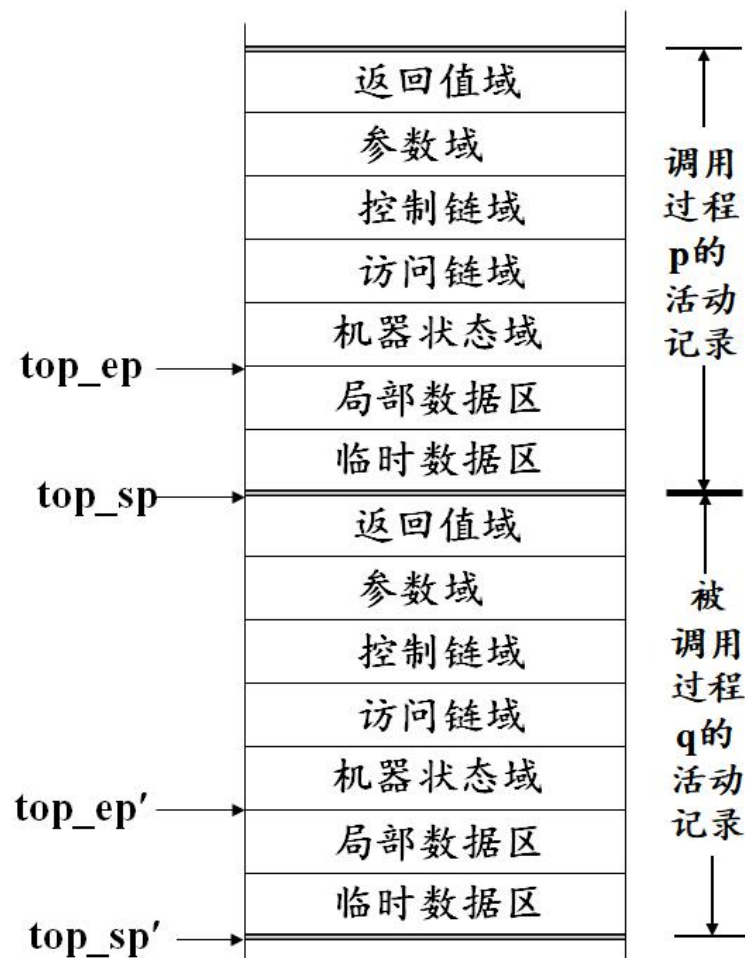 返回值域
参数域
控制链域
访问链域
机器状态域
top_ep
局部数据区
临时数据区
top_sp
调用
过程
p的
活动
记录
返回值域
参数域
控制链域
访问链域
机器状态域
top_ep′
局部数据区
临时数据区
top_sp′
被
调用
过程
q的
活动
记录